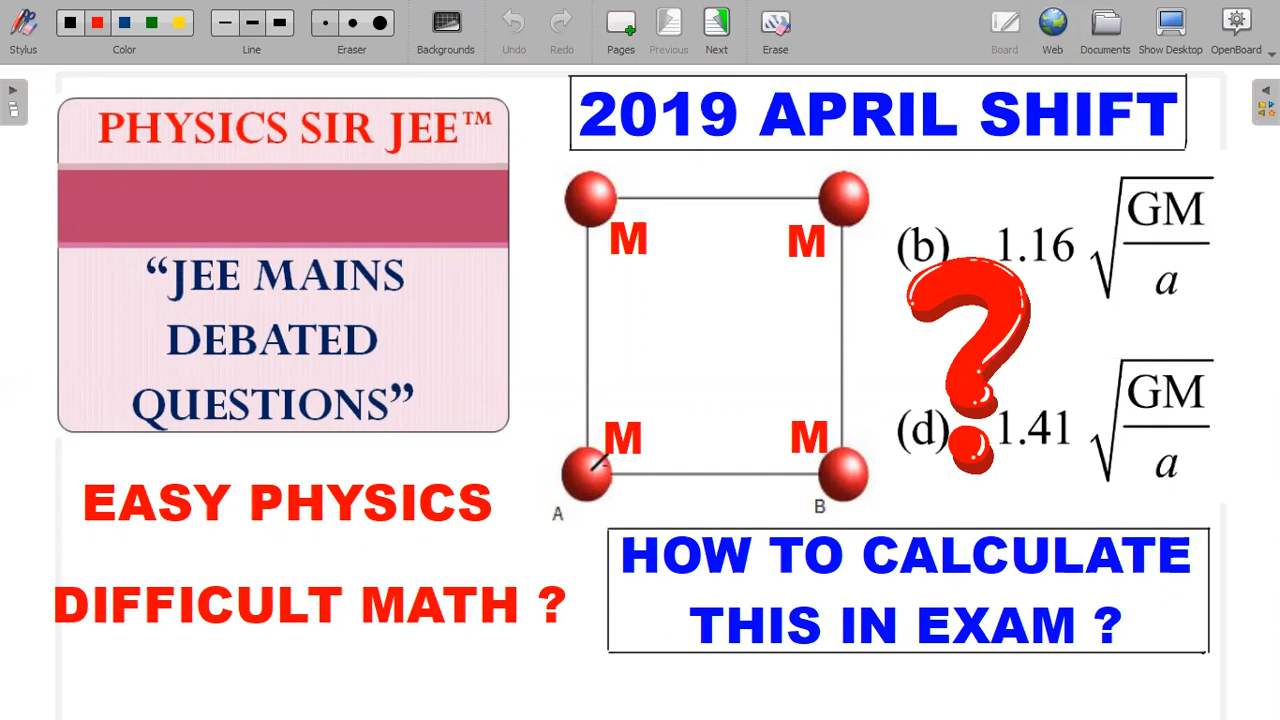 Stylus
Color
Line
Eraser
Backgrounds
Undo
Redo
Pages
Previous
Next
Erase
Board
Web
Documents
Show Desktop
OpenBoard
PHYSICS SIR JEE™
“JEE MAINS
DEBATED
QUESTIONS”
EASY PHYSICS
DIFFICULT MATH ?
2019 APRIL SHIFT
M
M
M
M
A
B
(b) 1.16 √(GM/a)
(d) 1.41 √(GM/a)
?
HOW TO CALCULATE
THIS IN EXAM ?